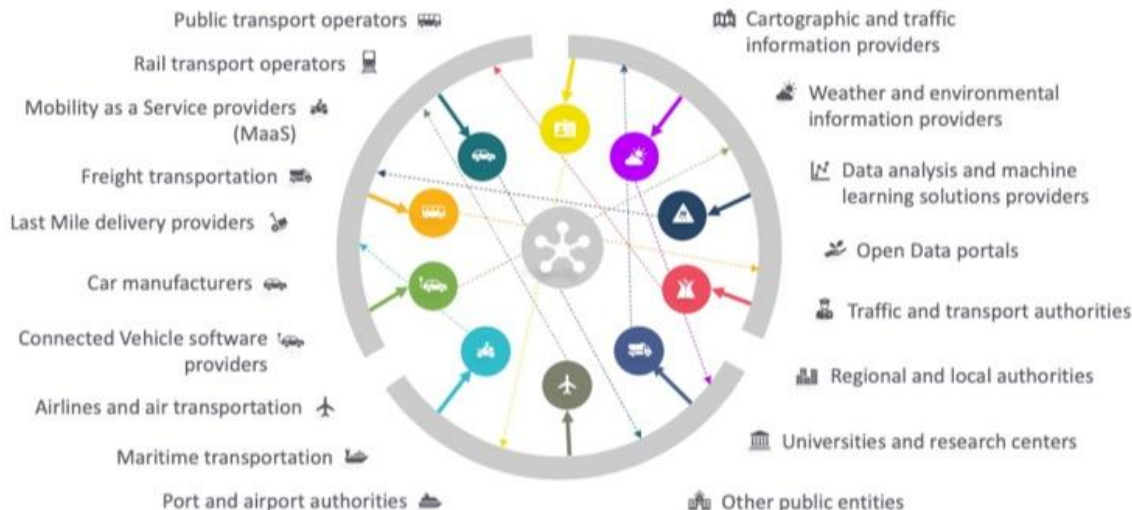 Public transport operators
Rail transport operators
Mobility as a Service providers
(MaaS)
Freight transportation
Last Mile delivery providers
Car manufacturers
Connected Vehicle software
providers
Airlines and air transportation
Maritime transportation
Port and airport authorities
Cartographic and traffic
information providers
Weather and environmental
information providers
Data analysis and machine
learning solutions providers
Open Data portals
Traffic and transport authorities
Regional and local authorities
Universities and research centers
Other public entities